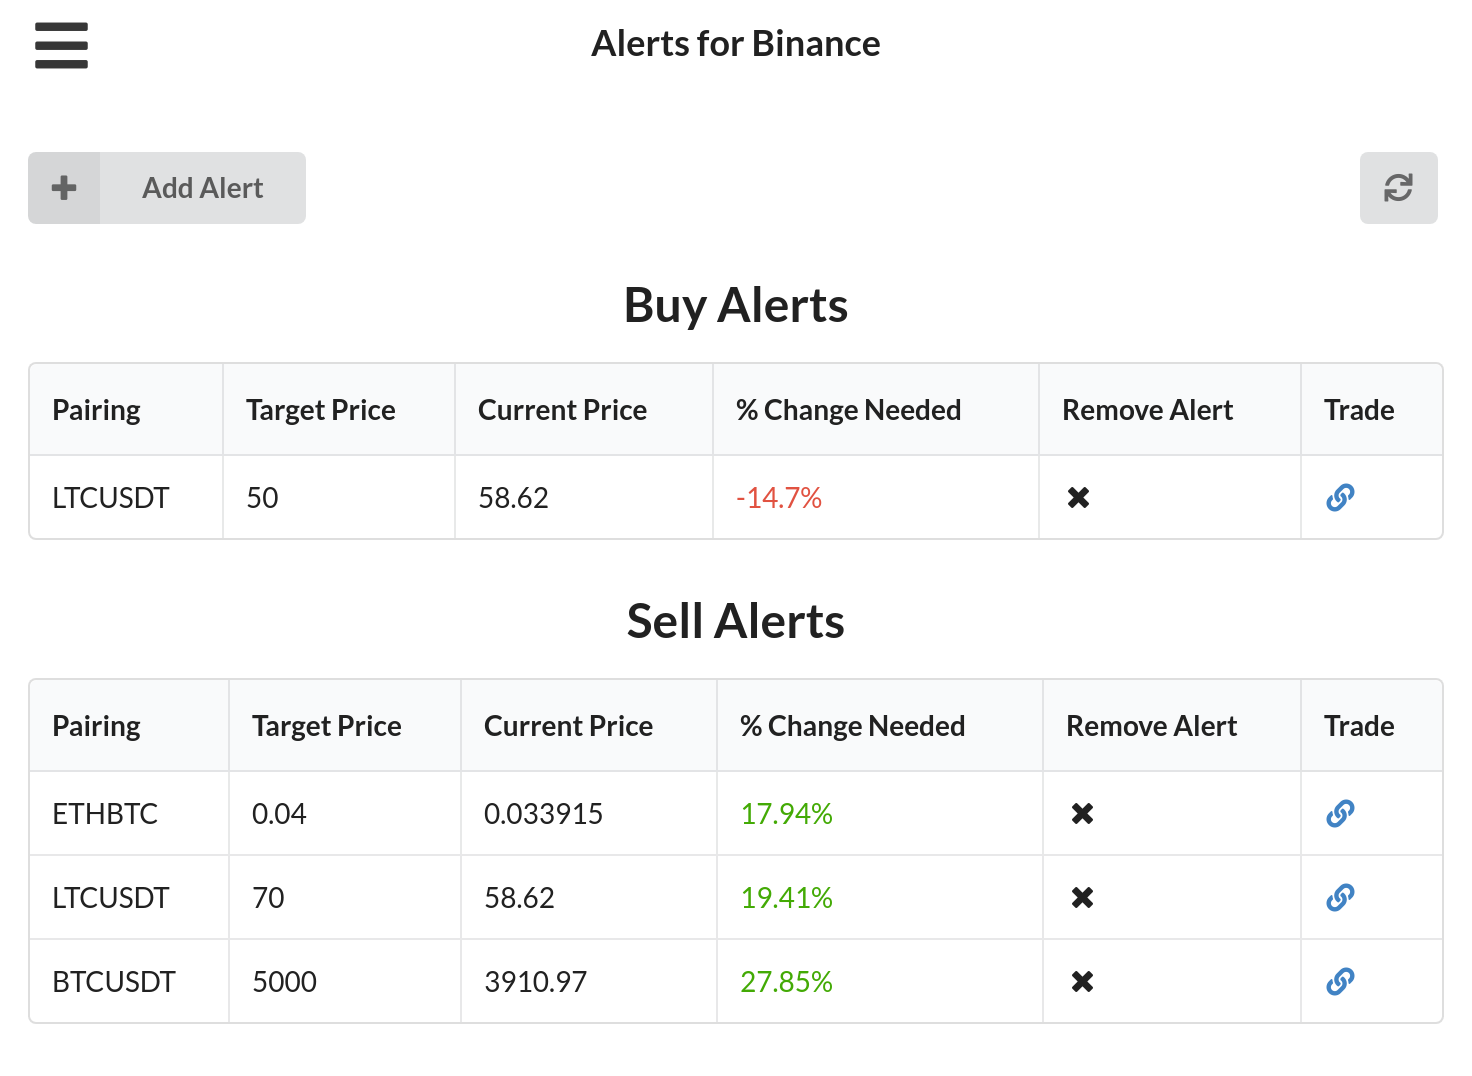 Alerts for Binance
Add Alert
Buy Alerts
Pairing Target Price Current Price % Change Needed Remove Alert Trade
LTCUSDT 50 58.62 -14.7%
Sell Alerts
Pairing Target Price Current Price % Change Needed Remove Alert Trade
ETHBTC 0.04 0.033915 17.94%
LTCUSDT 70 58.62 19.41%
BTCUSDT 5000 3910.97 27.85%